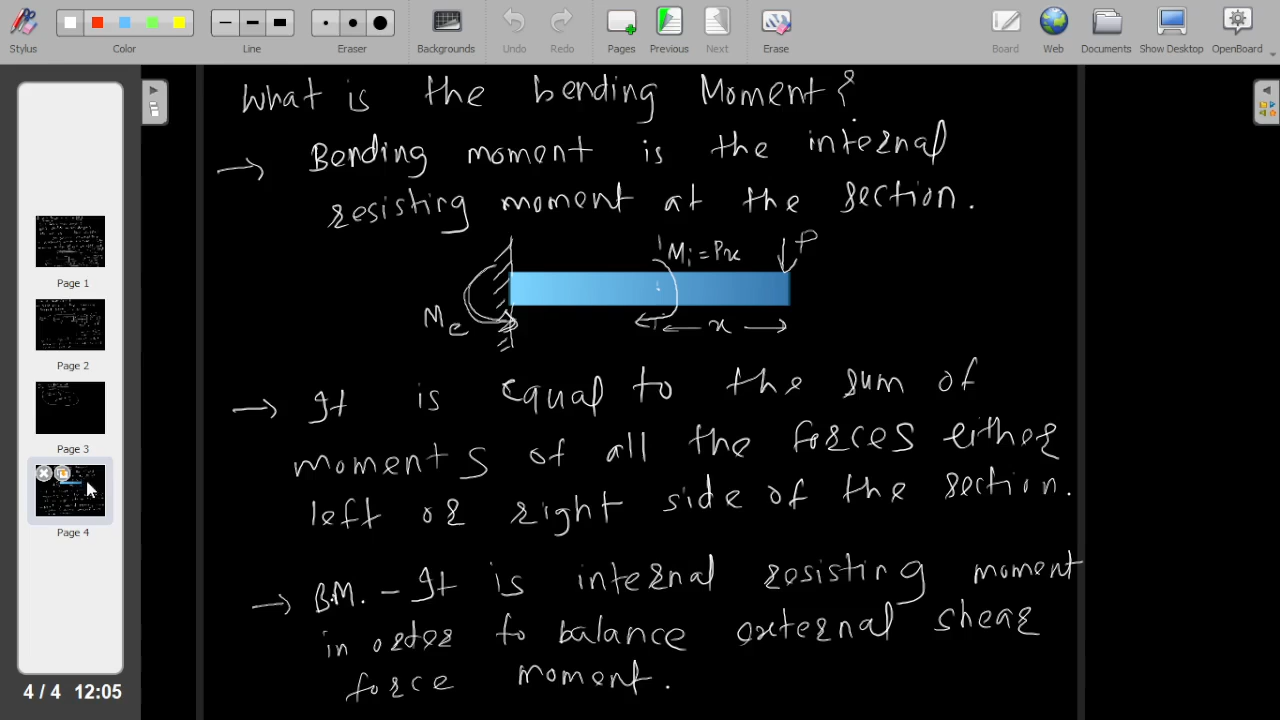 Stylus
Color
Line
Eraser
Backgrounds
Undo
Redo
Pages
Previous
Next
Erase
Board
Web
Documents
Show Desktop
OpenBoard
Page 1
Page 2
Page 3
Page 4
4 / 4 12:05
What is the bending Moment?
→ Bending moment is the internal
resisting moment at the section.
Mi = Px
P
Me
x
→ It is equal to the sum of
moments of all the forces either
left or right side of the section.
→ B.M. - It is internal resisting moment
in order to balance external shear
force moment.